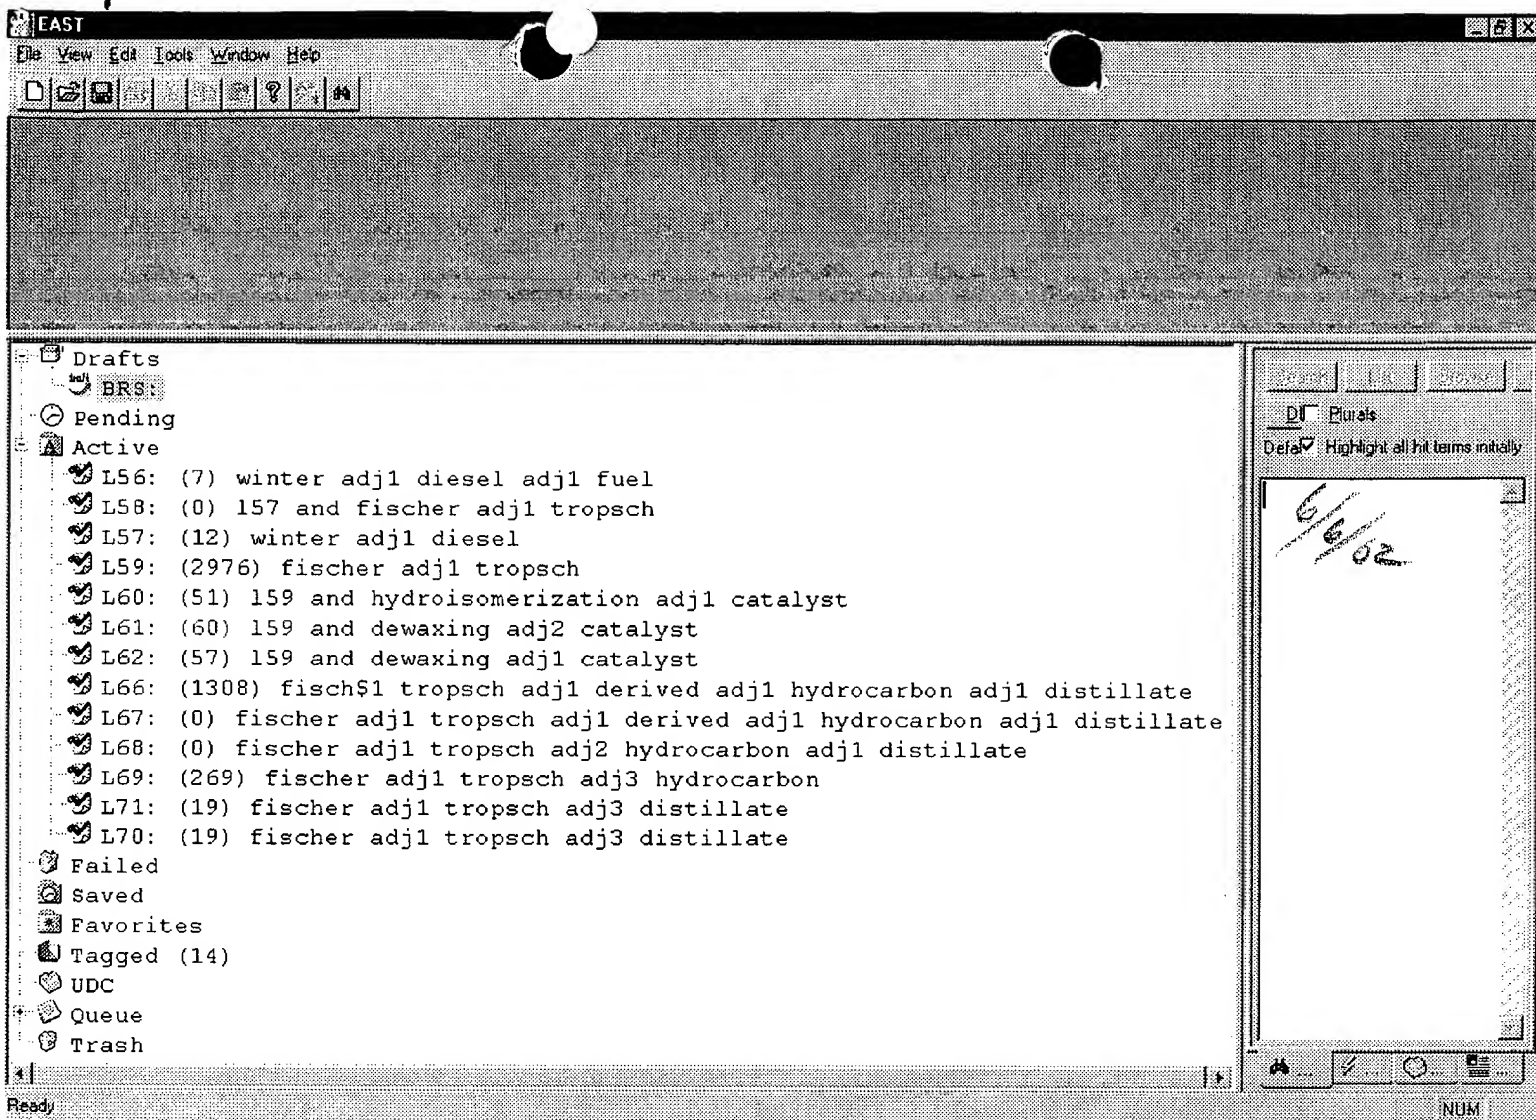 EAST
File View Edit Tools Window Help
Drafts
BRS:
Pending
Active
L56: (7) winter adj1 diesel adj1 fuel
L58: (0) l57 and fischer adj1 tropsch
L57: (12) winter adj1 diesel
L59: (2976) fischer adj1 tropsch
L60: (51) l59 and hydroisomerization adj1 catalyst
L61: (60) l59 and dewaxing adj2 catalyst
L62: (57) l59 and dewaxing adj1 catalyst
L66: (1308) fisch$1 tropsch adj1 derived adj1 hydrocarbon adj1 distillate
L67: (0) fischer adj1 tropsch adj1 derived adj1 hydrocarbon adj1 distillate
L68: (0) fischer adj1 tropsch adj2 hydrocarbon adj1 distillate
L69: (269) fischer adj1 tropsch adj3 hydrocarbon
L71: (19) fischer adj1 tropsch adj3 distillate
L70: (19) fischer adj1 tropsch adj3 distillate
Failed
Saved
Favorites
Tagged (14)
UDC
Queue
Trash
Plurals
Highlight all hit terms initially
6/6/02
Ready
NUM